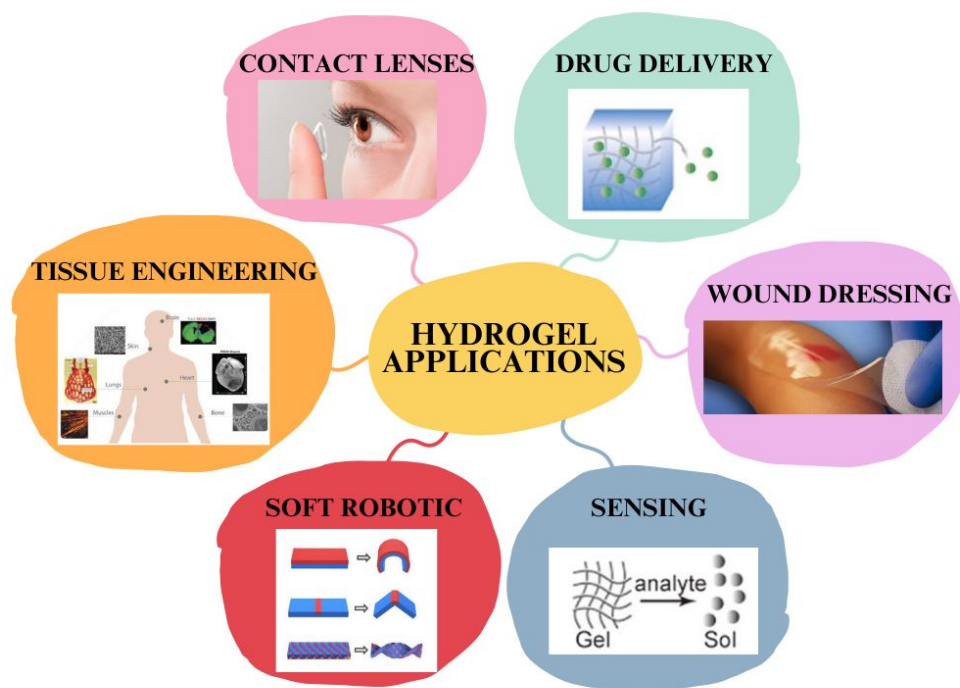 CONTACT LENSES
DRUG DELIVERY
TISSUE ENGINEERING
Brain
Skin
Lungs
Heart
Muscles
Bone
HYDROGEL
APPLICATIONS
WOUND DRESSING
SOFT ROBOTIC
SENSING
analyte
Gel
Sol